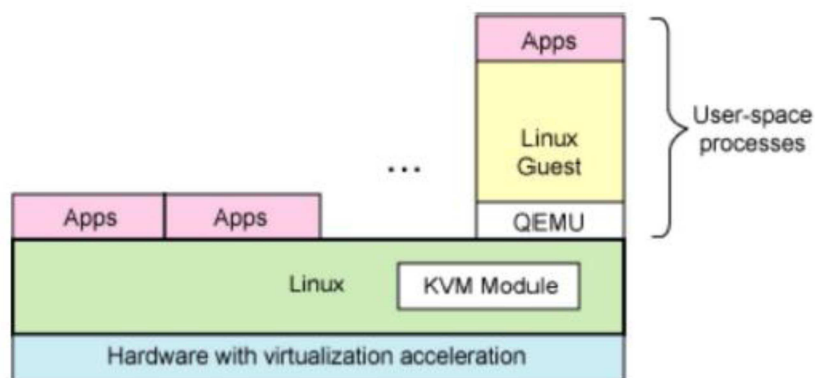 Apps
Linux
Guest
User-space
processes
...
Apps
Apps
QEMU
Linux
KVM Module
Hardware with virtualization acceleration